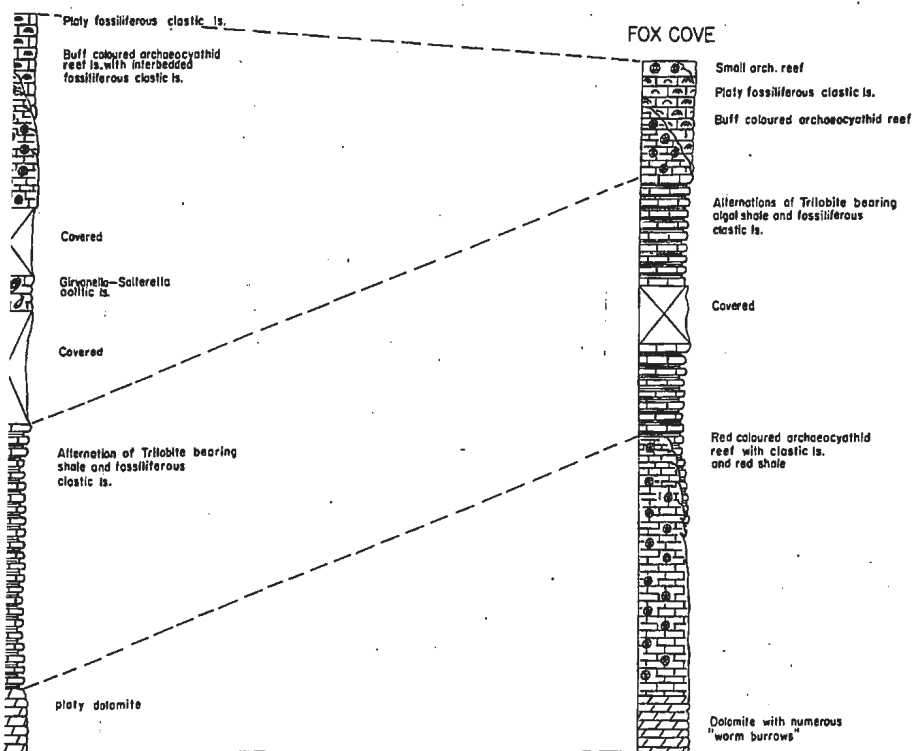 Platy fossiliferous clastic ls.
Buff coloured archaeocyathid
reef ls. with interbedded
fossiliferous clastic ls.
Covered
Girvanella-Salterella
oolitic ls.
Covered
Alternation of Trilobite bearing
shale and fossiliferous
clastic ls.
platy dolomite
FOX COVE
Small arch. reef
Platy fossiliferous clastic ls.
Buff coloured archaeocyathid reef
Alternations of Trilobite bearing
algal shale and fossiliferous
clastic ls.
Covered
Red coloured archaeocyathid
reef with clastic ls.
and red shale
Dolomite with numerous
"worm burrows"